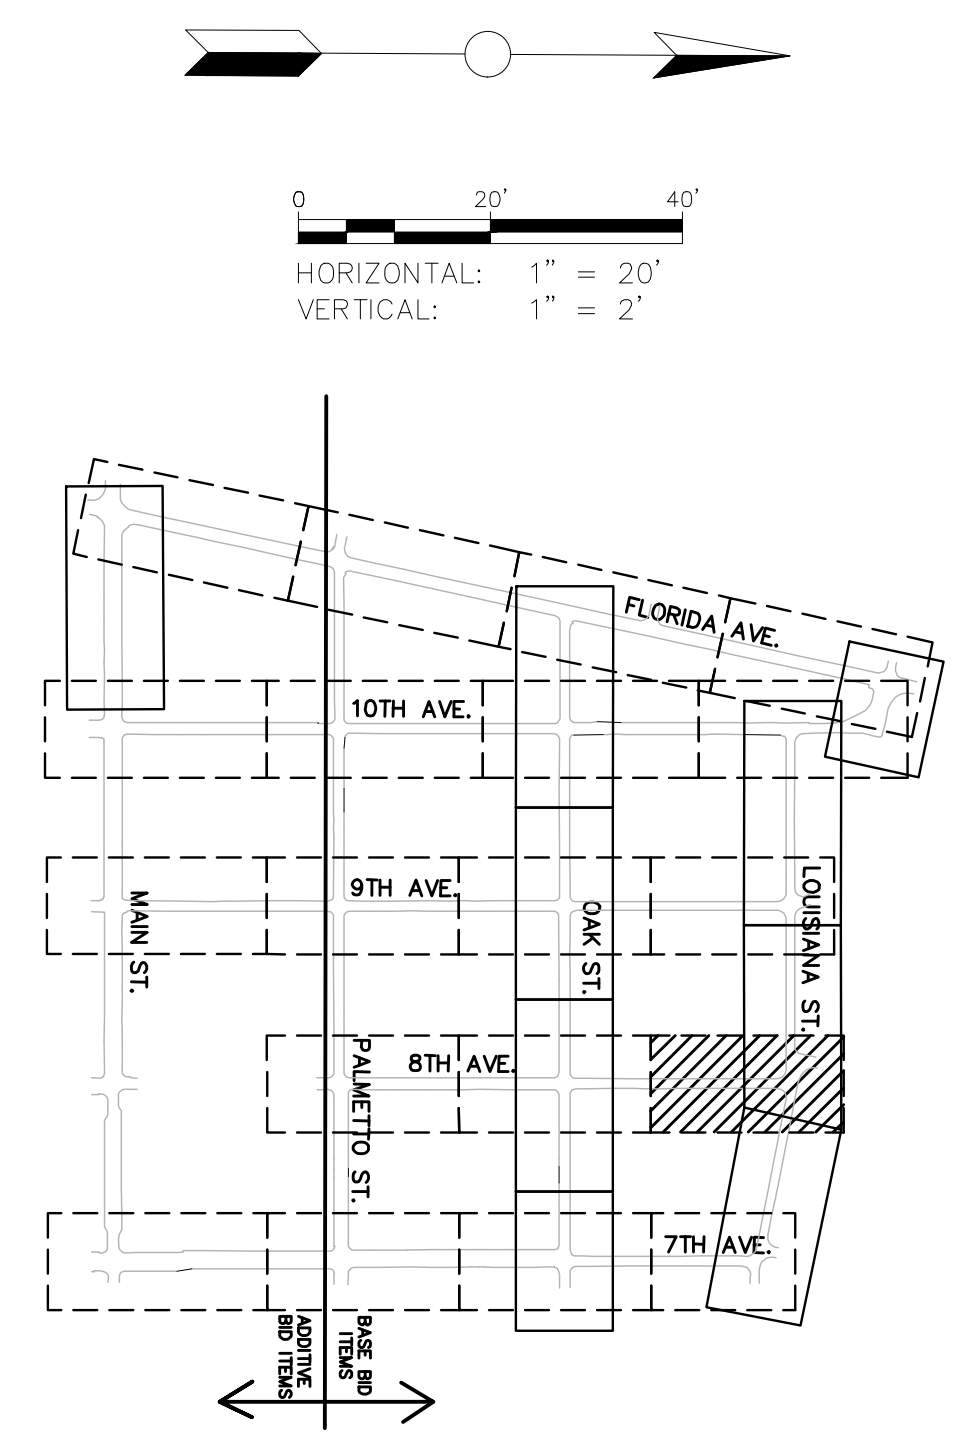 0 20' 40'
HORIZONTAL: 1" = 20'
VERTICAL: 1" = 2'
FLORIDA AVE.
10TH AVE.
9TH AVE.
MAIN ST.
OAK ST.
LOUISIANA ST.
8TH AVE.
PALMETTO ST.
7TH AVE.
ADDITIVE
BID ITEMS
BASE BID
ITEMS